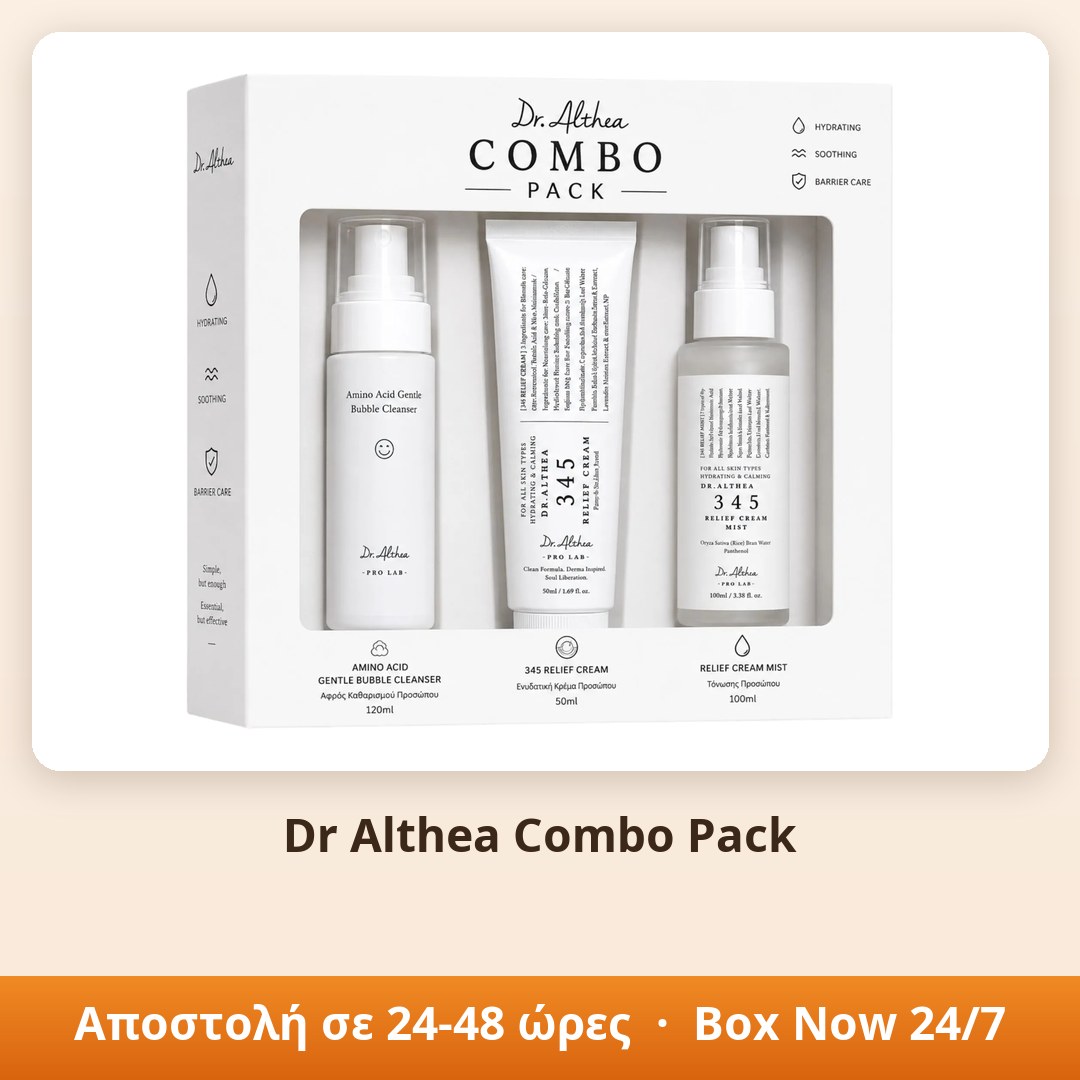 Dr. Althea
COMBO
PACK
HYDRATING
SOOTHING
BARRIER CARE
Dr. Althea
HYDRATING
SOOTHING
BARRIER CARE
Simple,
but enough
Essential,
but effective
Amino Acid Gentle
Bubble Cleanser
Dr. Althea
- PRO LAB -
FOR ALL SKIN TYPES
HYDRATING & CALMING
DR.ALTHEA
345
RELIEF CREAM
Dr. Althea
- PRO LAB -
Clean Formula. Derma Inspired.
Soul Liberation.
50ml / 1.69 fl. oz.
FOR ALL SKIN TYPES
HYDRATING & CALMING
DR.ALTHEA
345
RELIEF CREAM
MIST
Oryza Sativa (Rice) Bran Water
Panthenol
Dr. Althea
- PRO LAB -
100ml / 3.38 fl. oz.
AMINO ACID
GENTLE BUBBLE CLEANSER
Αφρός Καθαρισμού Προσώπου
120ml
345 RELIEF CREAM
Ενυδατική Κρέμα Προσώπου
50ml
RELIEF CREAM MIST
Τόνωσης Προσώπου
100ml
Dr Althea Combo Pack
Αποστολή σε 24-48 ώρες · Box Now 24/7